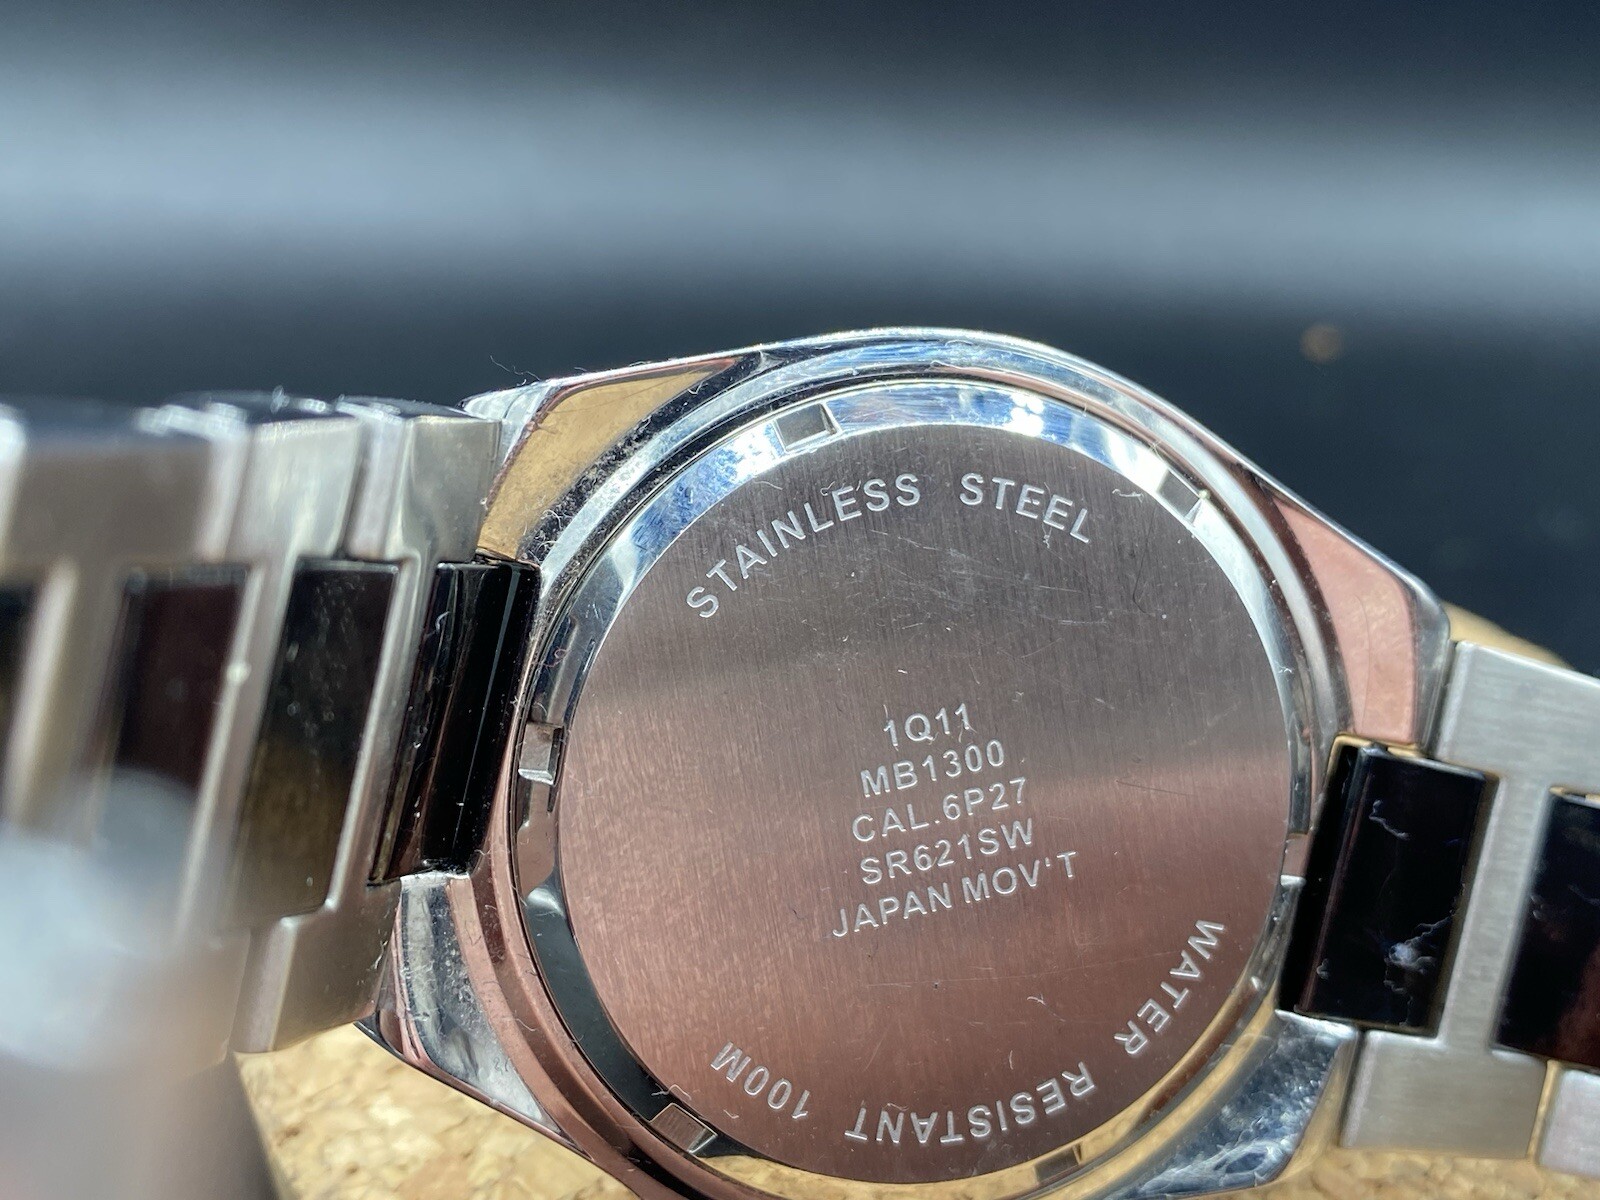 STAINLESS STEEL
1Q11
MB1300
CAL.6P27
SR621SW
JAPAN MOV'T
WATER RESISTANT 100M